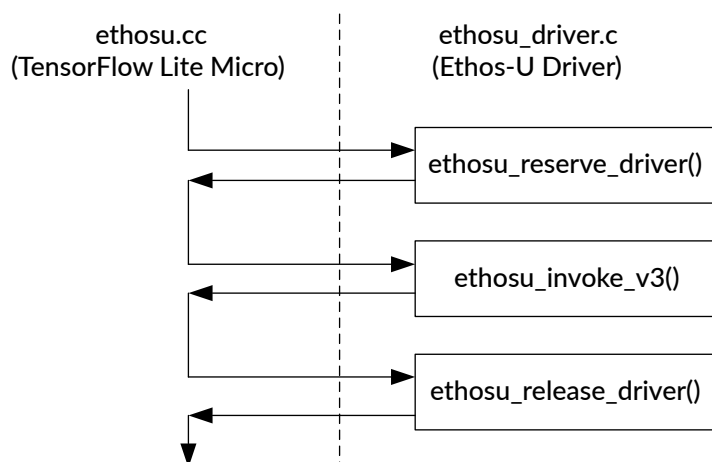 ethosu.cc
(TensorFlow Lite Micro)
ethosu_driver.c
(Ethos-U Driver)
ethosu_reserve_driver()
ethosu_invoke_v3()
ethosu_release_driver()